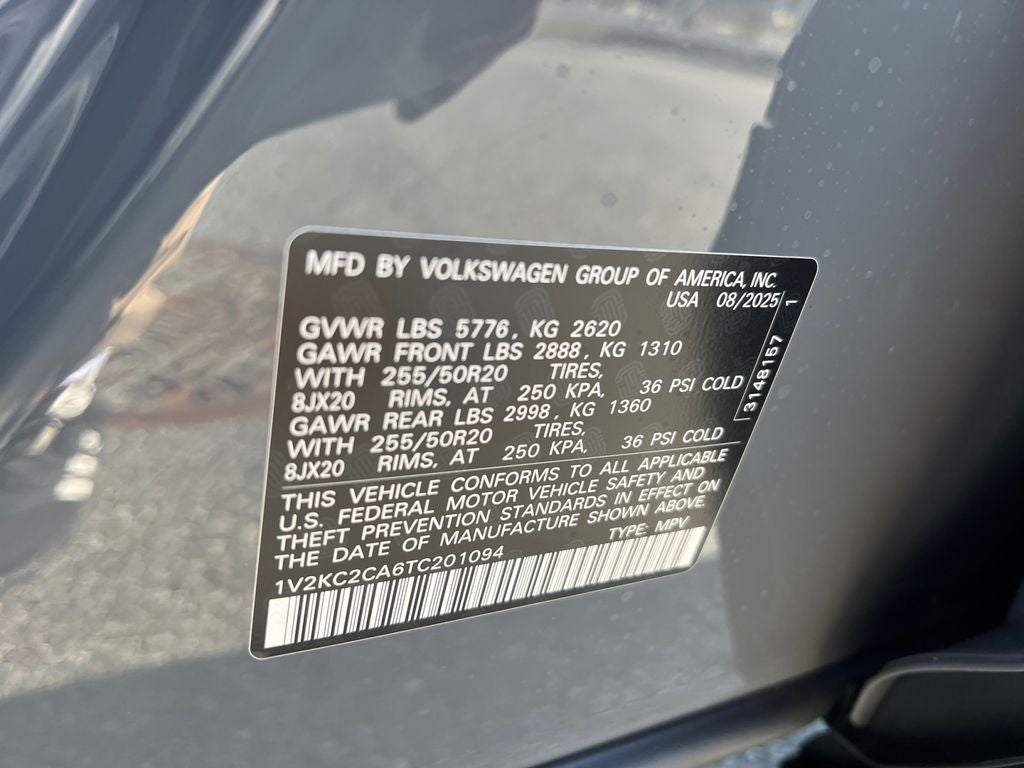 MFD BY VOLKSWAGEN GROUP OF AMERICA, INC.
USA 08/2025 1
GVWR LBS 5776, KG 2620
GAWR FRONT LBS 2888, KG 1310
WITH 255/50R20 TIRES,
8JX20 RIMS, AT 250 KPA, 36 PSI COLD
GAWR REAR LBS 2998, KG 1360
WITH 255/50R20 TIRES,
8JX20 RIMS, AT 250 KPA, 36 PSI COLD
3148157
THIS VEHICLE CONFORMS TO ALL APPLICABLE
U.S. FEDERAL MOTOR VEHICLE SAFETY AND
THEFT PREVENTION STANDARDS IN EFFECT ON
THE DATE OF MANUFACTURE SHOWN ABOVE.
TYPE: MPV
1V2KC2CA6TC201094